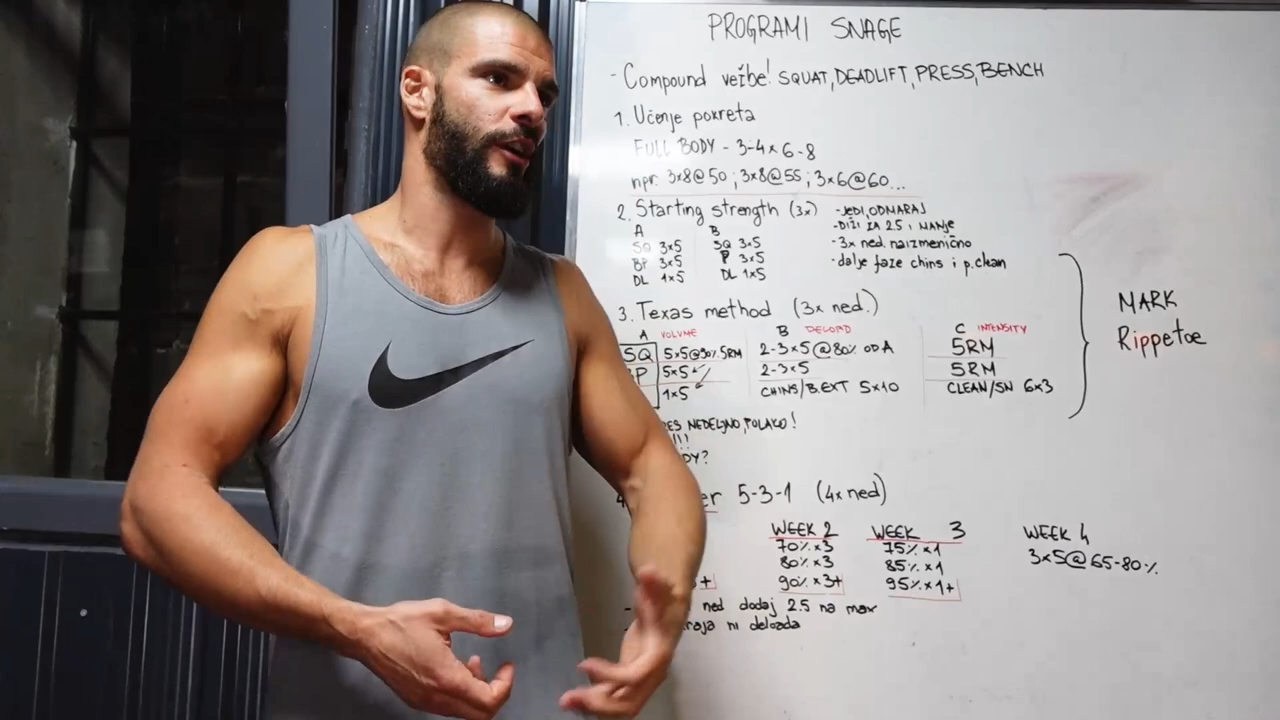 PROGRAMI SNAGE
- Compound vežbe! SQUAT, DEADLIFT, PRESS, BENCH
1. Učenje pokreta
FULL BODY - 3-4x6-8
npr. 3x8@50; 3x8@55; 3x6@60...
2. Starting strength (3x)
A
SQ 3x5
BP 3x5
DL 1x5
B
SQ 3x5
P 3x5
DL 1x5
- JEDI, ODMARAJ
- DIŽI ZA 2.5 i MANJE
- 3x ned. naizmenično
- dalje faze chins i p.clean
3. Texas method (3x ned.)
A VOLUME
SQ 5x5@90% 5RM
P 5x5
1x5
B DELOAD
2-3x5@80% OD A
2-3x5
CHINS/B.EXT 5x10
C INTENSITY
5RM
5RM
CLEAN/SN 6x3
MARK
Rippetoe
NEDELJNO, POLAKO!
!!!
DY?
4. er 5-3-1 (4x ned)
+
WEEK 2
70%x3
80%x3
90%x3+
WEEK 3
75%x1
85%x1
95%x1+
WEEK 4
3x5@65-80%
- ned dodaj 2.5 na max
- ni deloada